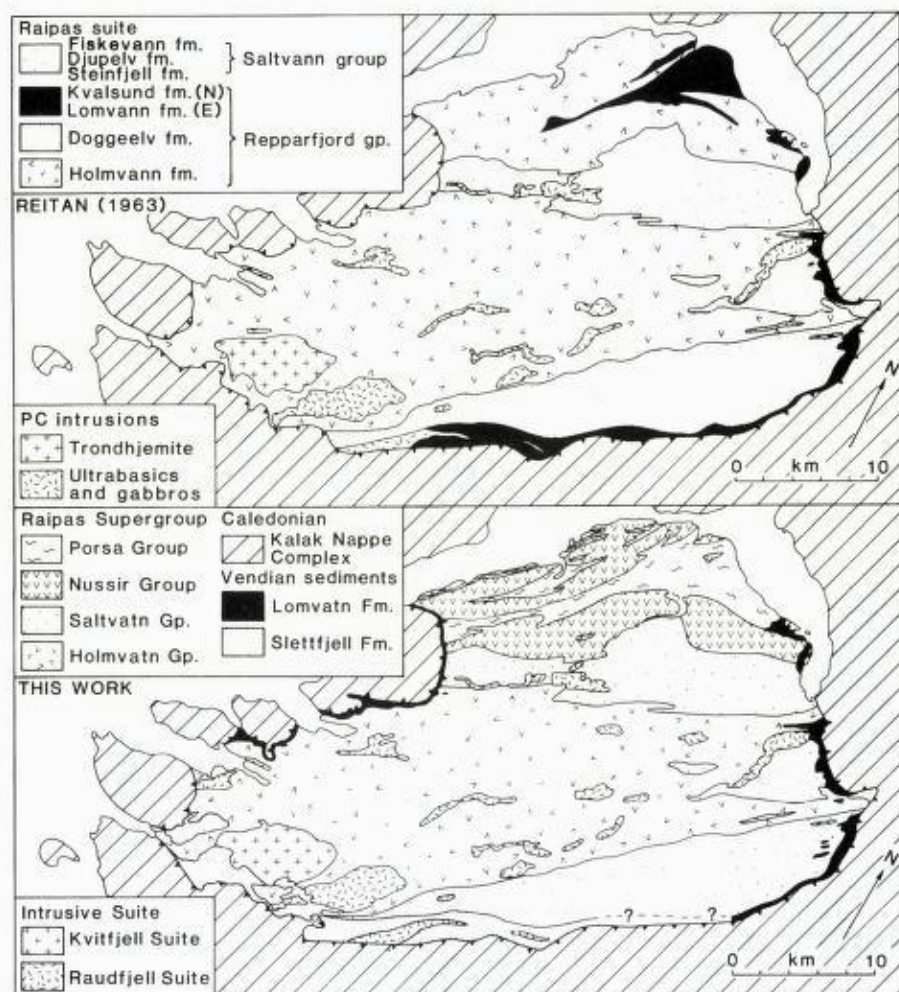 Raipas suite
Fiskevann fm.
Djupelv fm.
Steinfjell fm.
Saltvann group
Kvalsund fm. (N)
Lomvann fm. (E)
Doggeelv fm.
Repparfjord gp.
Holmvann fm.
REITAN (1963)
PC intrusions
Trondhjemite
Ultrabasics
and gabbros
N
0 km 10
Raipas Supergroup
Porsa Group
Nussir Group
Saltvatn Gp.
Holmvatn Gp.
Caledonian
Kalak Nappe
Complex
Vendian sediments
Lomvatn Fm.
Slettfjell Fm.
THIS WORK
Intrusive Suite
Kvitfjell Suite
Raudfjell Suite
? ?
N
0 km 10